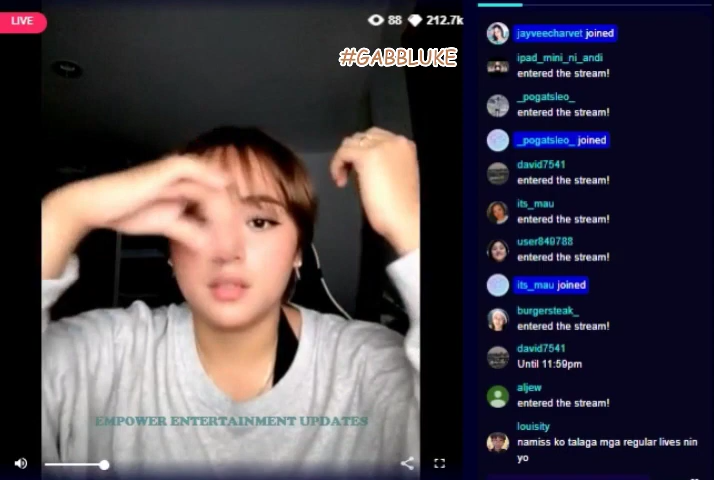 LIVE
88 212.7k
#GABBLUKE
EMPOWER ENTERTAINMENT UPDATES
jayveecharvet joined
ipad_mini_ni_andi
entered the stream!
_pogatsleo_
entered the stream!
_pogatsleo_ joined
david7541
entered the stream!
its_mau
entered the stream!
user849788
entered the stream!
its_mau joined
burgersteak_
entered the stream!
david7541
Until 11:59pm
aljew
entered the stream!
louisity
namiss ko talaga mga regular lives nin
yo